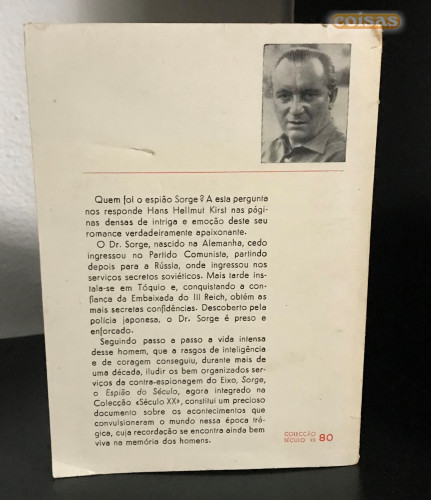 coisas
Quem foi o espião Sorge? A esta pergunta
nos responde Hans Hellmut Kirst nas pági-
nas densas de intriga e emoção deste seu
romance verdadeiramente apaixonante.
O Dr. Sorge, nascido na Alemanha, cedo
ingressou no Partido Comunista, partindo
depois para a Rússia, onde ingressou nos
serviços secretos soviéticos. Mais tarde ins-
tala-se em Tóquio e, conquistando a con-
fiança da Embaixada do III Reich, obtém as
mais secretas confidências. Descoberto pela
polícia japonesa, o Dr. Sorge é preso e
enforcado.
Seguindo passo a passo a vida intensa
desse homem, que a rasgos de inteligência
e de coragem conseguiu, durante mais de
uma década, iludir os bem organizados ser-
viços da contra-espionagem do Eixo, Sorge,
o Espião do Século, agora integrado na
Colecção «Século XX», constitui um precioso
documento sobre os acontecimentos que
convulsionaram o mundo nessa época trá-
gica, cuja recordação se encontra ainda bem
viva na memória dos homens.
COLECÇÃO
SÉCULO XX 80